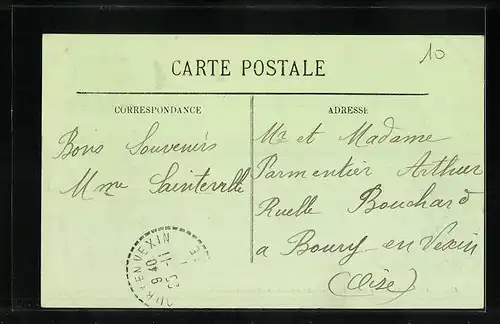 10
CARTE POSTALE
CORRESPONDANCE
ADRESSE
Bons Souvenirs
Mme Sainteville
Mr et Madame
Parmentier Arthur
Ruelle Bouchard
a Boury en Vexin
(Oise)